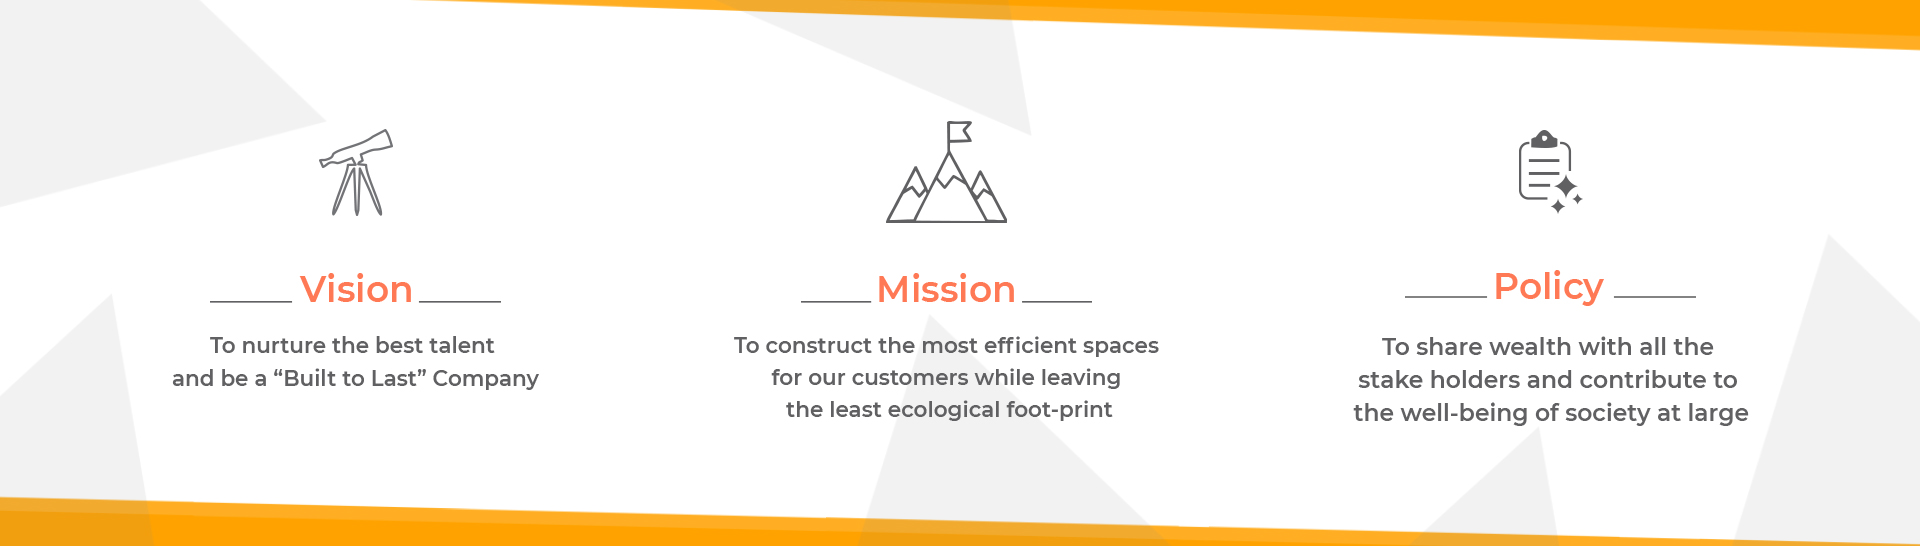 Vision
To nurture the best talent
and be a “Built to Last” Company
Mission
To construct the most efficient spaces
for our customers while leaving
the least ecological foot-print
Policy
To share wealth with all the
stake holders and contribute to
the well-being of society at large